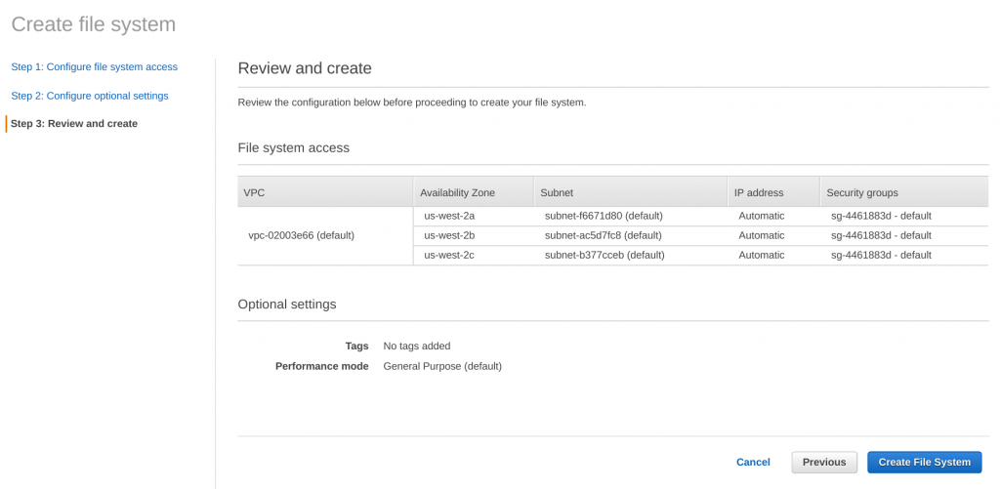 Create file system
Step 1: Configure file system access
Step 2: Configure optional settings
Step 3: Review and create
Review and create
Review the configuration below before proceeding to create your file system.
File system access
VPC Availability Zone Subnet IP address Security groups
us-west-2a subnet-f6671d80 (default) Automatic sg-4461883d - default
vpc-02003e66 (default) us-west-2b subnet-ac5d7fc8 (default) Automatic sg-4461883d - default
us-west-2c subnet-b377cceb (default) Automatic sg-4461883d - default
Optional settings
Tags No tags added
Performance mode General Purpose (default)
Cancel Previous Create File System